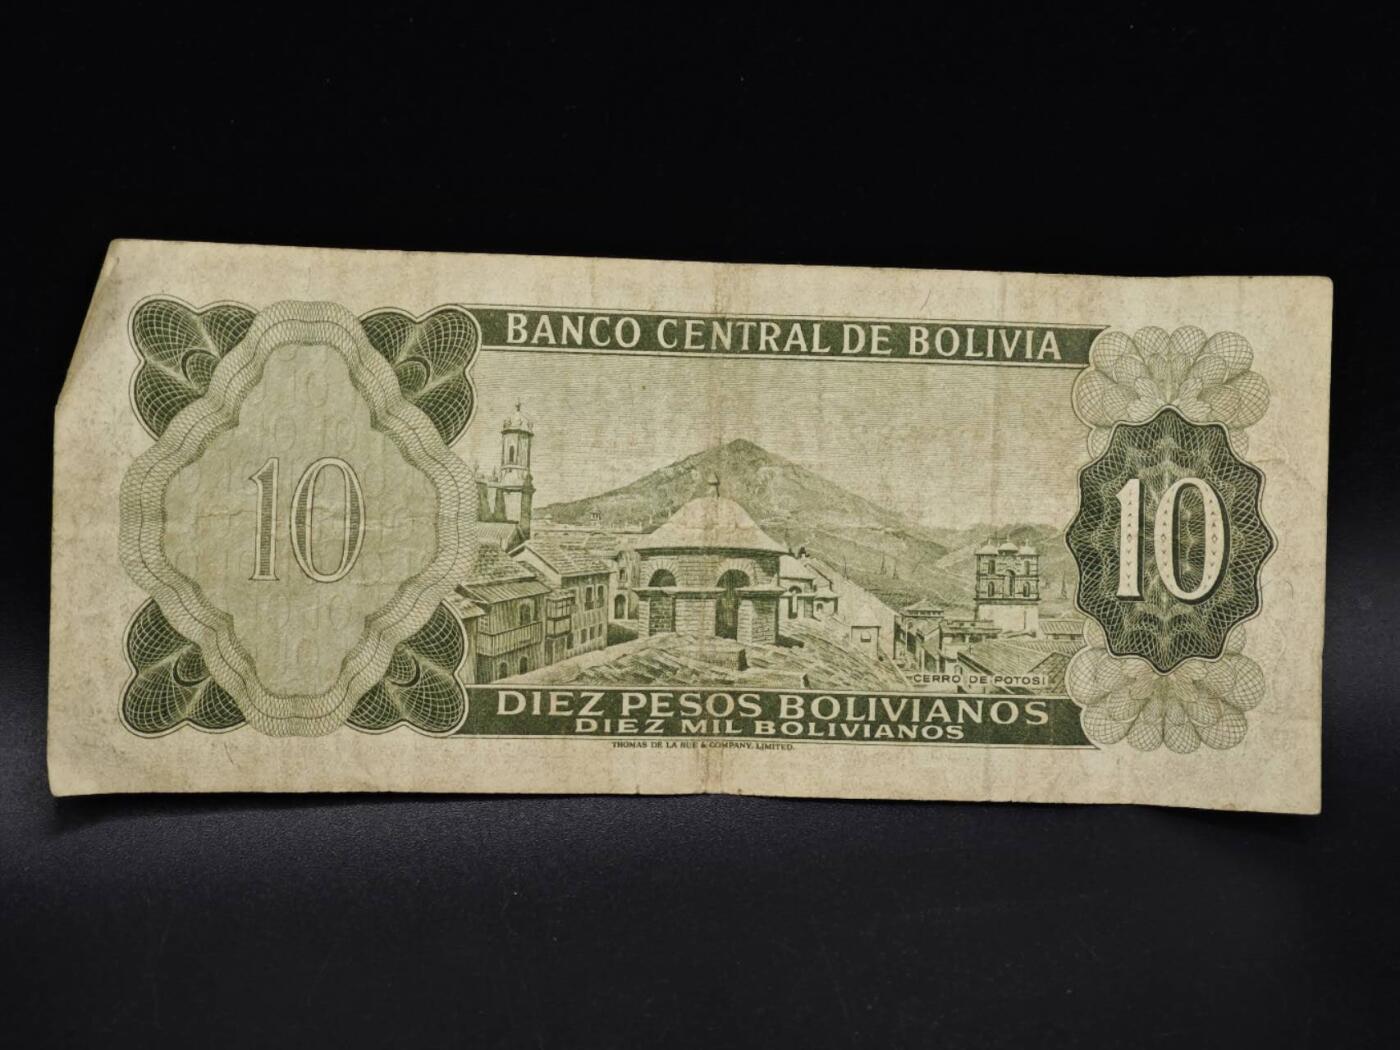 BANCO CENTRAL DE BOLIVIA
10
10
CERRO DE POTOSI
DIEZ PESOS BOLIVIANOS
DIEZ MIL BOLIVIANOS
THOMAS DE LA RUE & COMPANY, LIMITED.